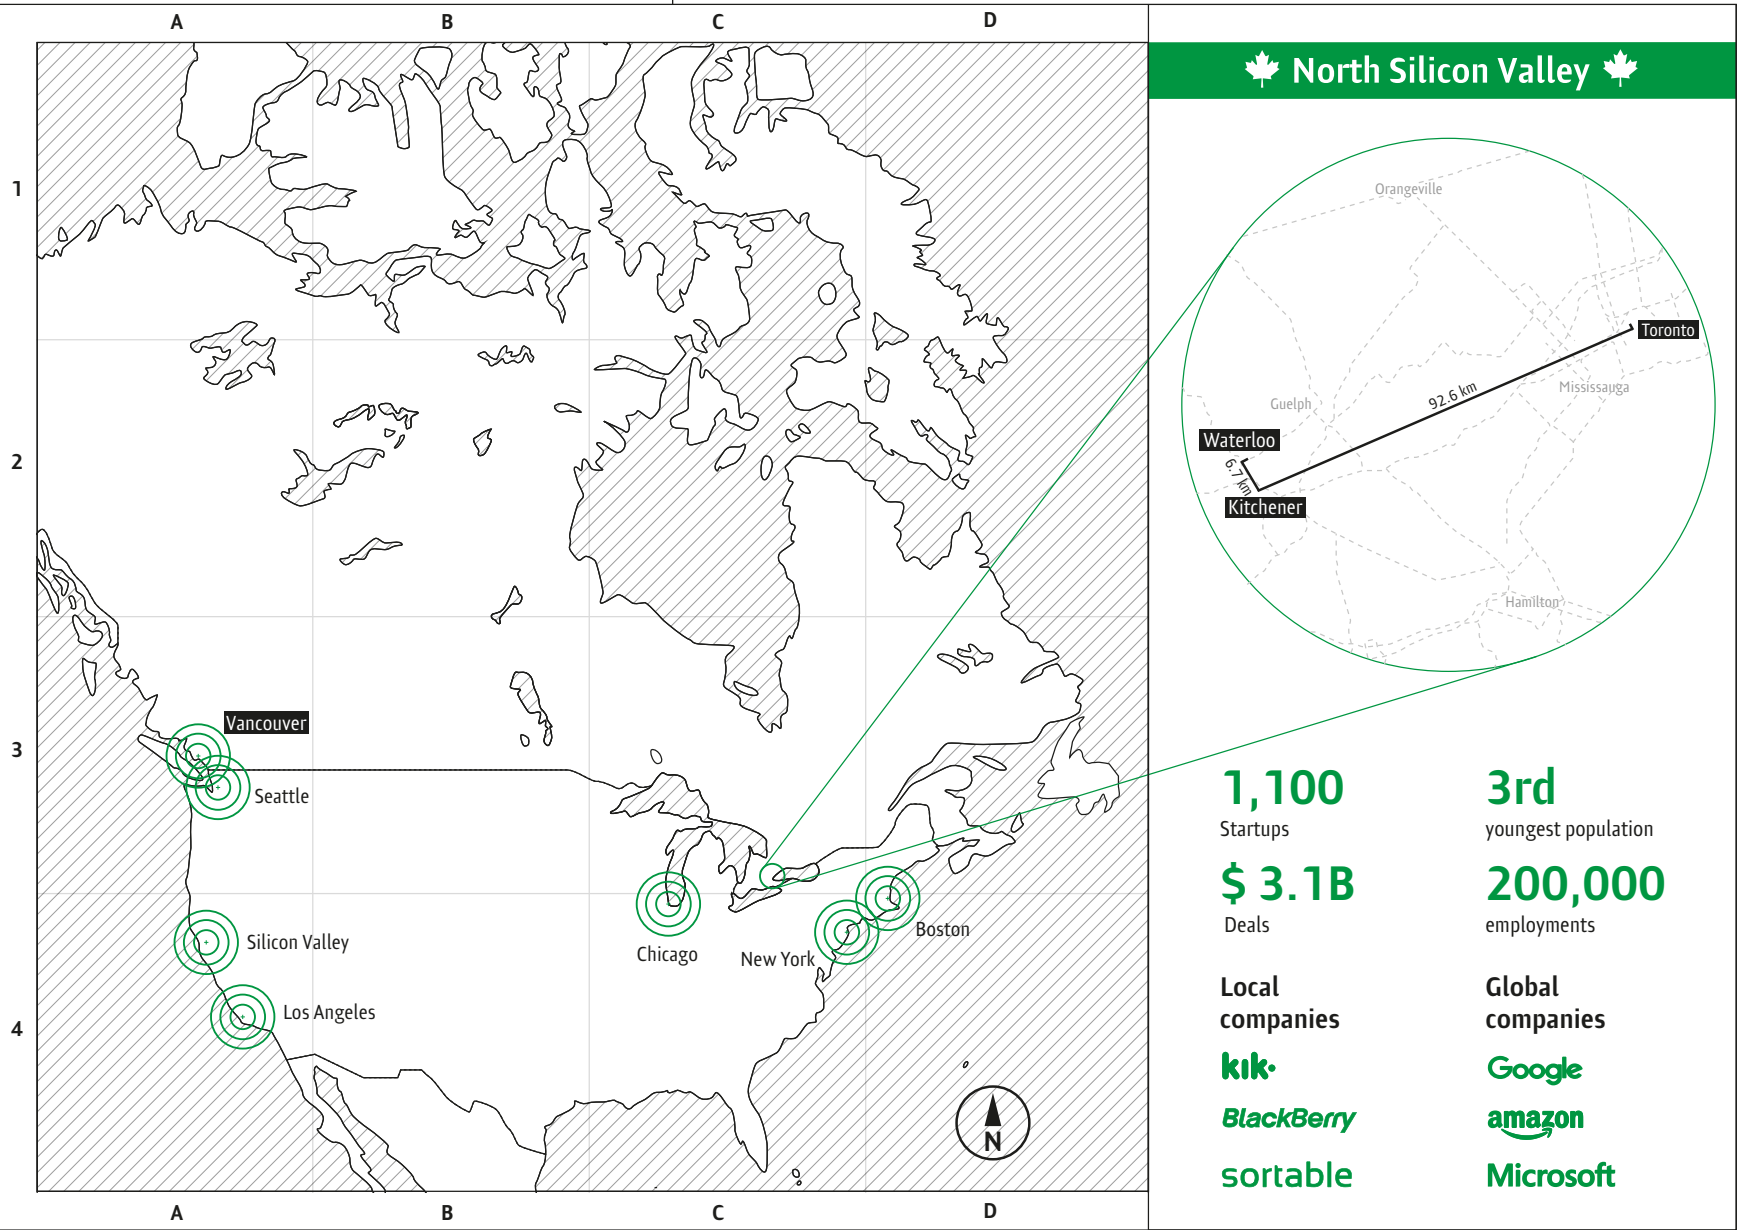 A B C D
North Silicon Valley
1
2
3
4
Vancouver
Seattle
Silicon Valley
Los Angeles
Chicago
New York
Boston
N
A B C D
Orangeville
Toronto
92.6 km
Mississauga
Guelph
Waterloo
6.7 km
Kitchener
Hamilton
1,100
Startups
3rd
youngest population
$ 3.1B
Deals
200,000
employments
Local
companies
kik
BlackBerry
sortable
Global
companies
Google
amazon
Microsoft